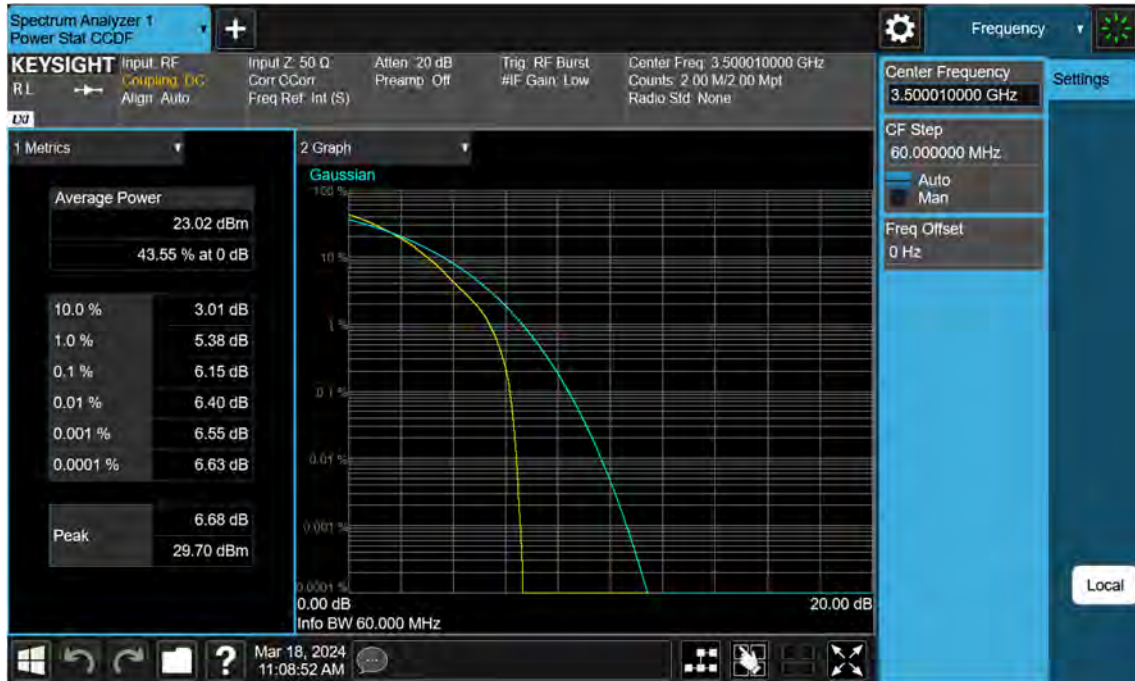 Spectrum Analyzer 1
Power Stat CCDF
Frequency
KEYSIGHT
RL
LXI
Input: RF
Coupling: DC
Align: Auto
Input Z: 50 Ω
Corr CCorr
Freq Ref: Int (S)
Atten: 20 dB
Preamp: Off
Trig: RF Burst
#IF Gain: Low
Center Freq: 3.500010000 GHz
Counts: 2.00 M/2.00 Mpt
Radio Std: None
Center Frequency
3.500010000 GHz
Settings
CF Step
60.000000 MHz
Auto
Man
Freq Offset
0 Hz
1 Metrics
Average Power
23.02 dBm
43.55 % at 0 dB
10.0 % 3.01 dB
1.0 % 5.38 dB
0.1 % 6.15 dB
0.01 % 6.40 dB
0.001 % 6.55 dB
0.0001 % 6.63 dB
Peak
6.68 dB
29.70 dBm
2 Graph
Gaussian
100 %
10 %
1 %
0.1 %
0.01 %
0.001 %
0.0001 %
0.00 dB
20.00 dB
Info BW 60.000 MHz
Local
?
Mar 18, 2024
11:08:52 AM